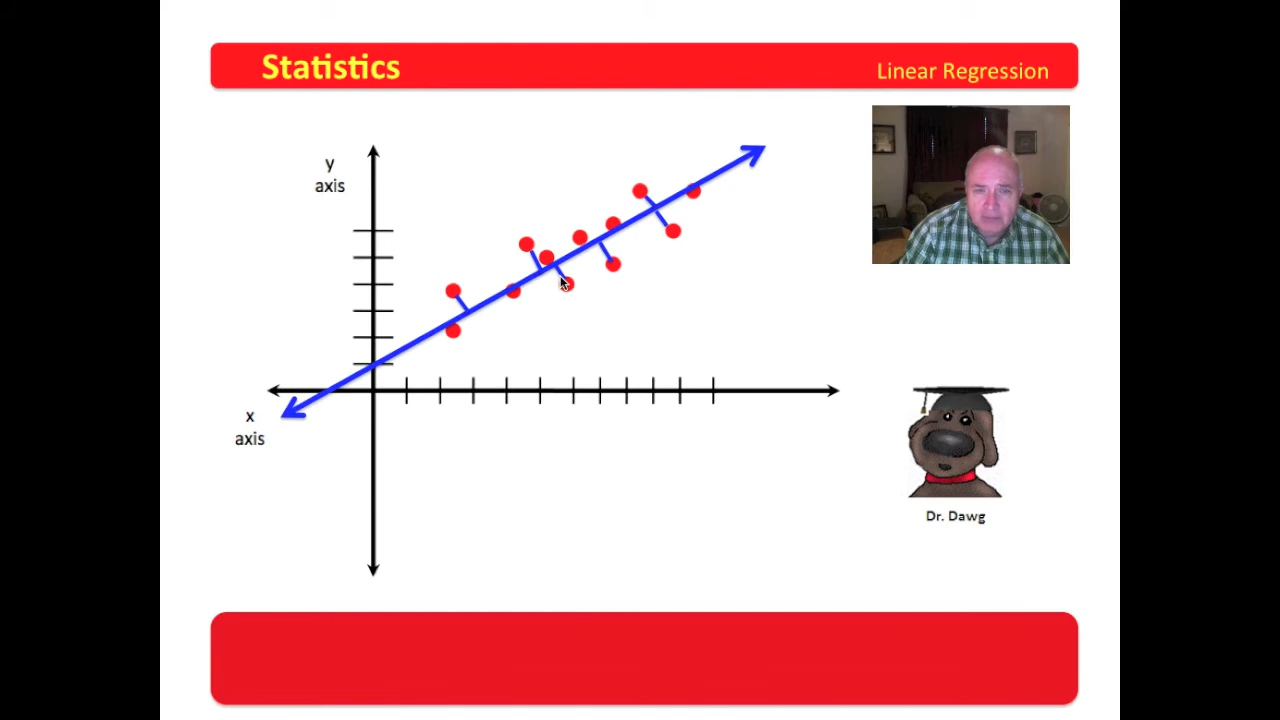 Statistics
Linear Regression
y
axis
x
axis
Dr. Dawg